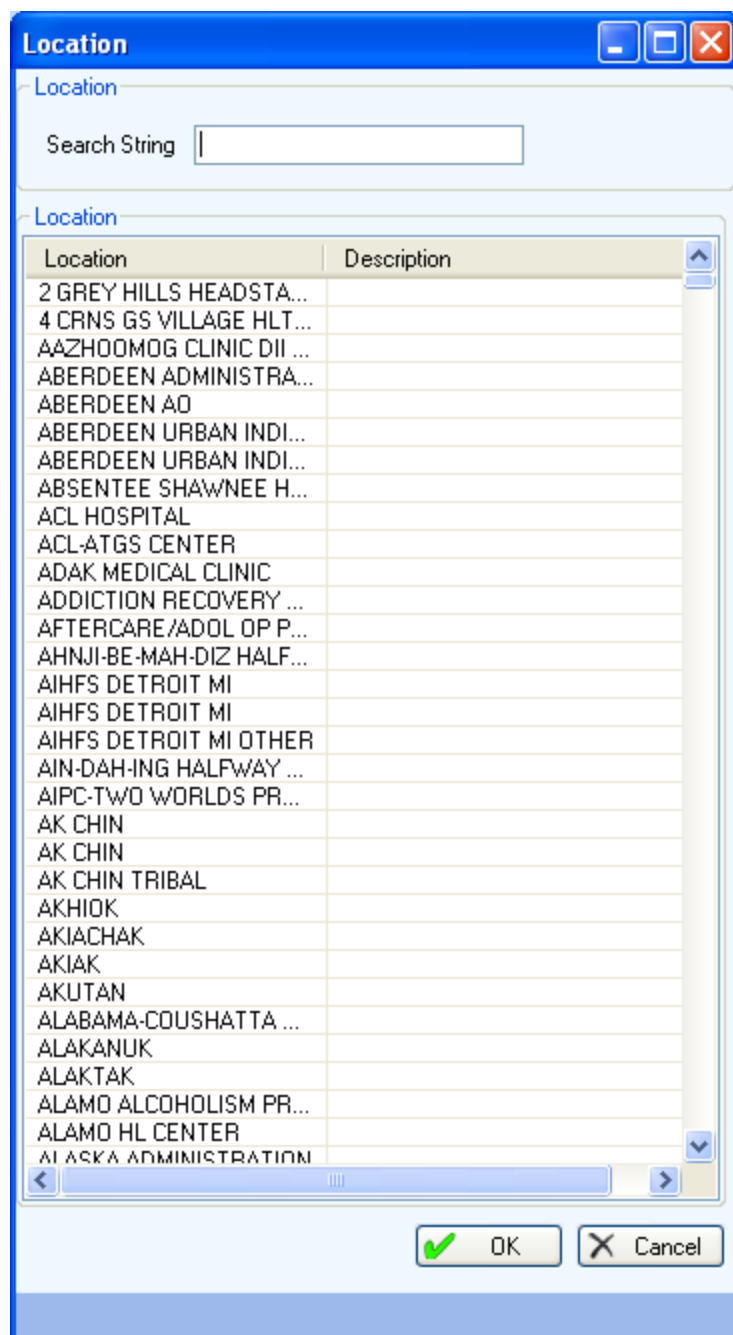 Location
Location
Search String
Location
Location Description
2 GREY HILLS HEADSTA...
4 CRNS GS VILLAGE HLT...
AAZHOOMOG CLINIC DII ...
ABERDEEN ADMINISTRA...
ABERDEEN AO
ABERDEEN URBAN INDI...
ABERDEEN URBAN INDI...
ABSENTEE SHAWNEE H...
ACL HOSPITAL
ACL-ATGS CENTER
ADAK MEDICAL CLINIC
ADDICTION RECOVERY ...
AFTERCARE/ADOL OP P...
AHNJI-BE-MAH-DIZ HALF...
AIHFS DETROIT MI
AIHFS DETROIT MI
AIHFS DETROIT MI OTHER
AIN-DAH-ING HALFWAY ...
AIPC-TWO WORLDS PR...
AK CHIN
AK CHIN
AK CHIN TRIBAL
AKHIOK
AKIACHAK
AKIAK
AKUTAN
ALABAMA-COUSHATTA ...
ALAKANUK
ALAKTAK
ALAMO ALCOHOLISM PR...
ALAMO HL CENTER
ALASKA ADMINISTRATION
OK Cancel